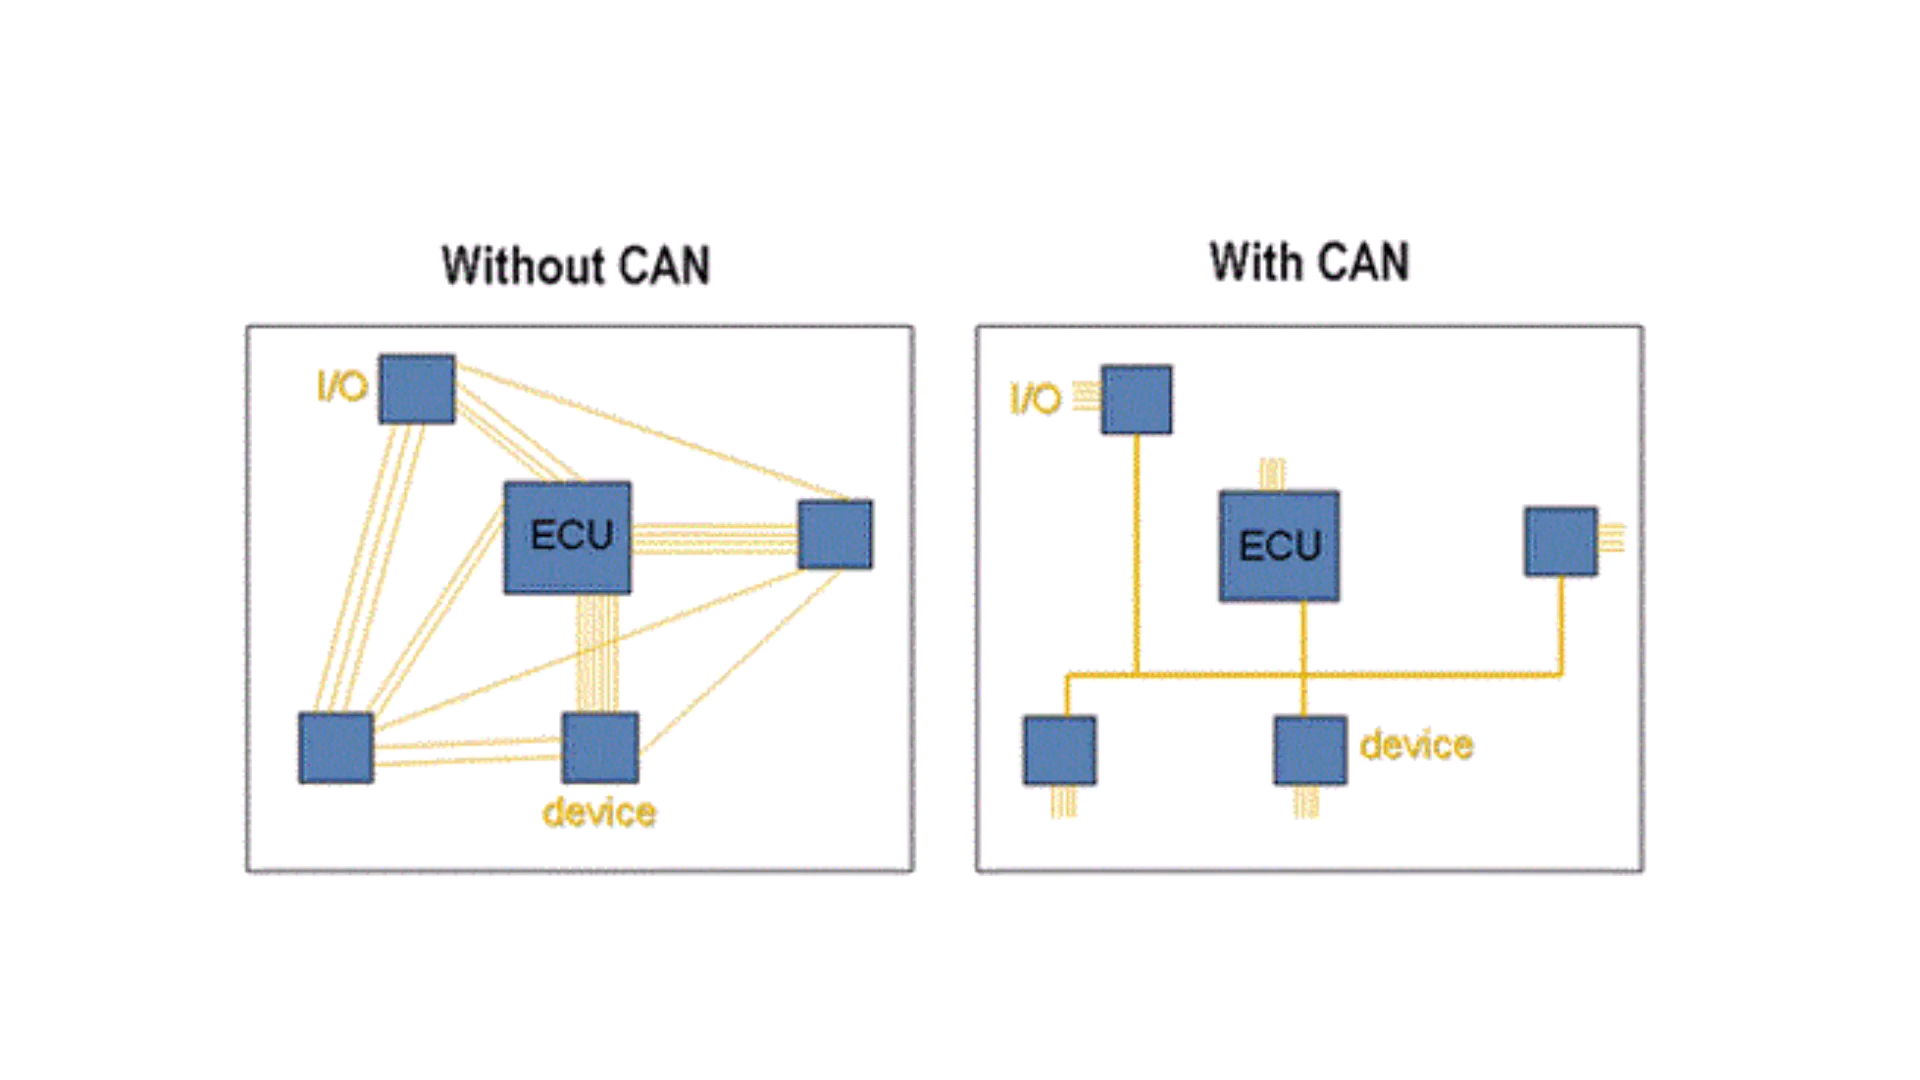 Without CAN
I/O
ECU
device
With CAN
I/O
ECU
device